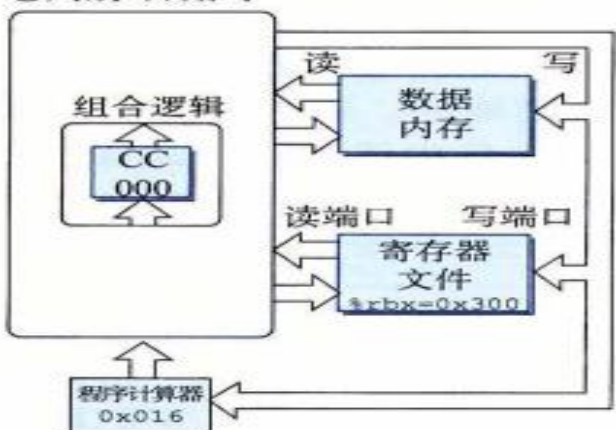 读 写
数据
内存
组合逻辑
CC
000
读端口 写端口
寄存器
文件
%rbx=0x300
程序计算器
0x016